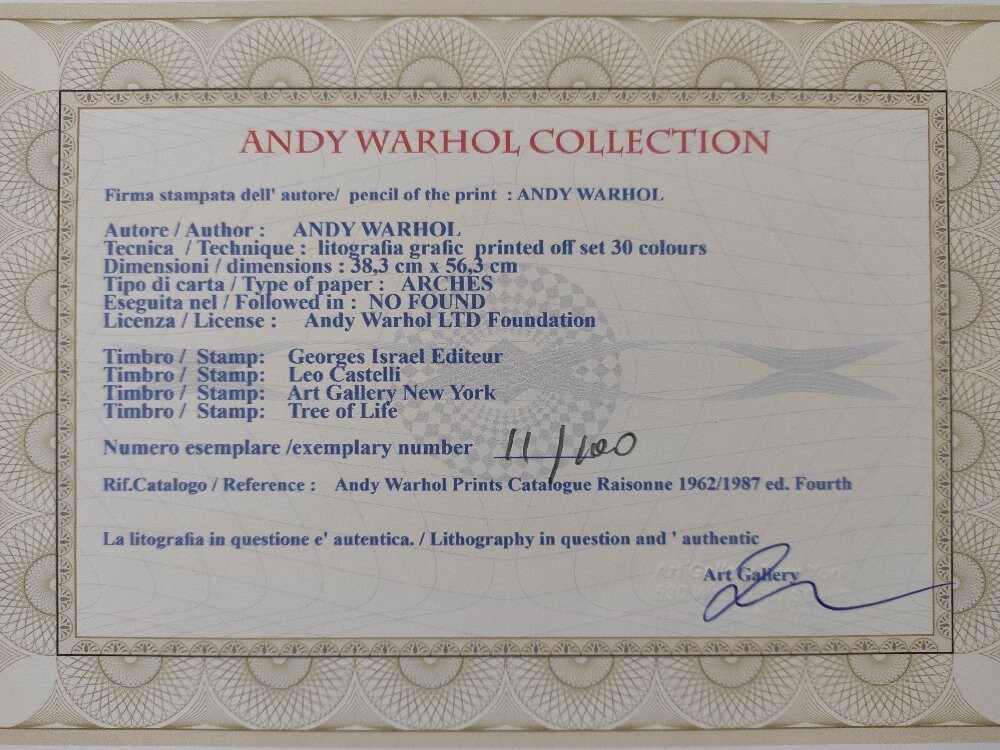 ANDY WARHOL COLLECTION
Firma stampata dell' autore/ pencil of the print : ANDY WARHOL
Autore / Author : ANDY WARHOL
Tecnica / Technique : litografia grafic printed off set 30 colours
Dimensioni / dimensions : 38,3 cm x 56,3 cm
Tipo di carta / Type of paper : ARCHES
Eseguita nel / Followed in : NO FOUND
Licenza / License : Andy Warhol LTD Foundation
Timbro / Stamp: Georges Israel Editeur
Timbro / Stamp: Leo Castelli
Timbro / Stamp: Art Gallery New York
Timbro / Stamp: Tree of Life
Numero esemplare /exemplary number 11/100
Rif.Catalogo / Reference : Andy Warhol Prints Catalogue Raisonne 1962/1987 ed. Fourth
La litografia in questione e' autentica. / Lithography in question and ' authentic
Art Gallery